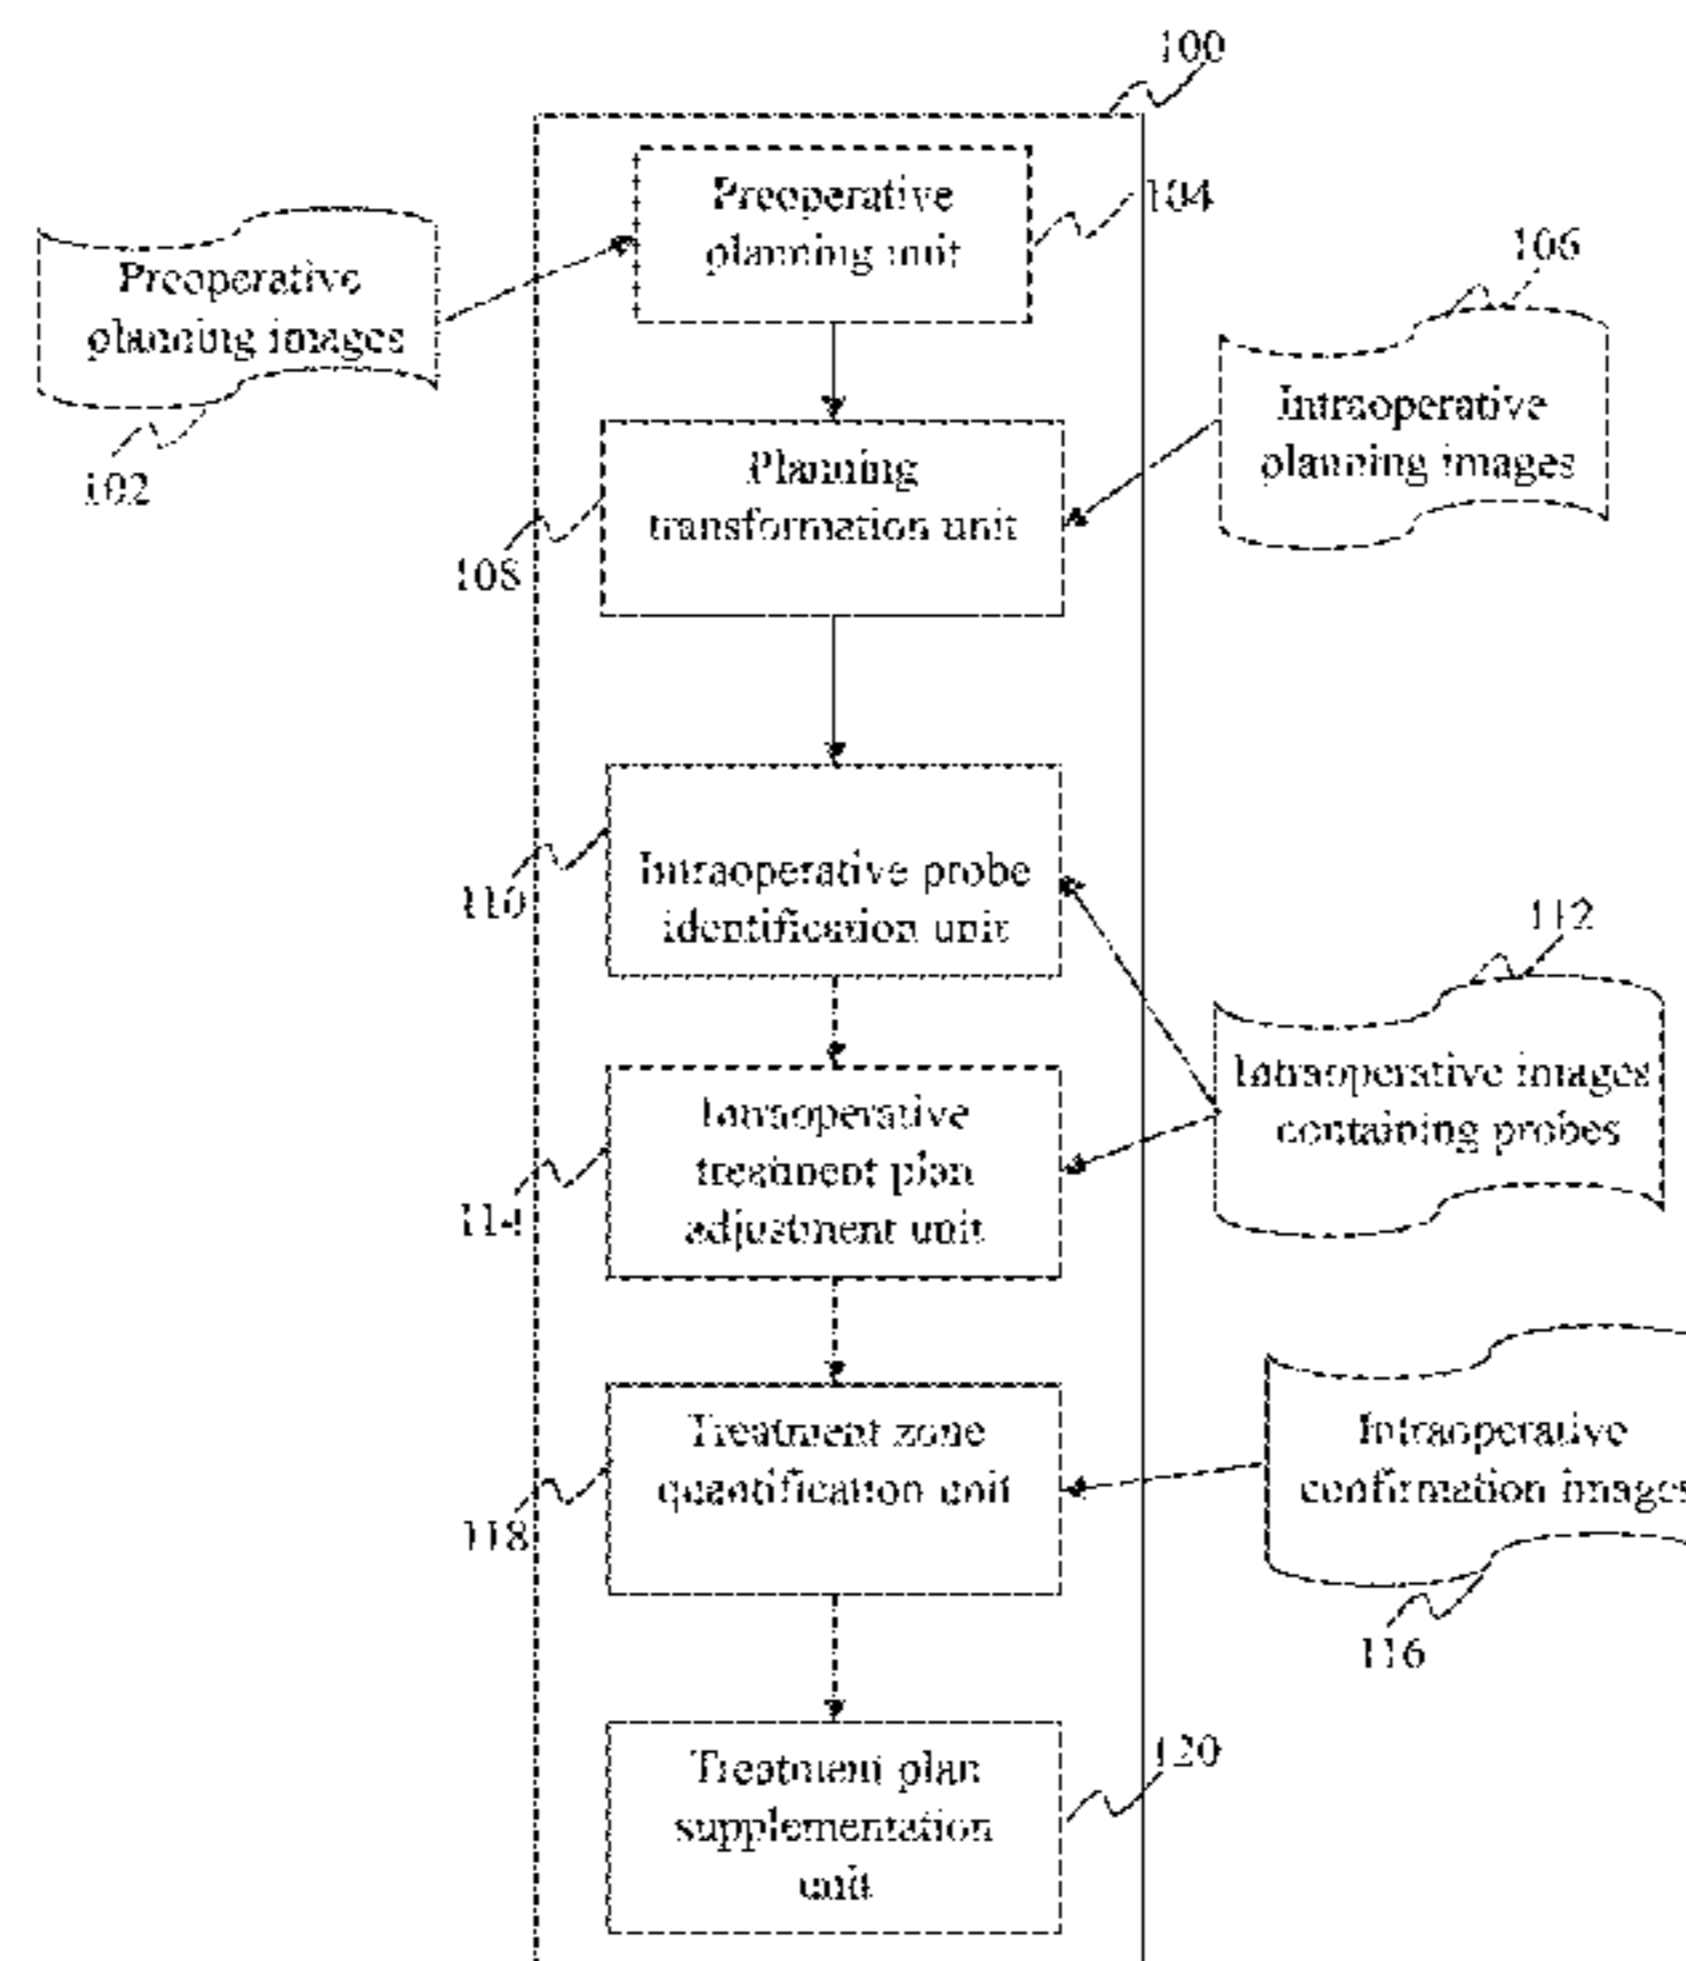 100
Preoperative
planning unit
104
Preoperative
planning images
102
106
Intraoperative
planning images
Planning
transformation unit
108
Intraoperative probe
identification unit
110
112
Intraoperative images
containing probes
Intraoperative
treatment plan
adjustment unit
114
Treatment zone
quantification unit
118
Intraoperative
confirmation images
116
Treatment plan
supplementation
unit
120